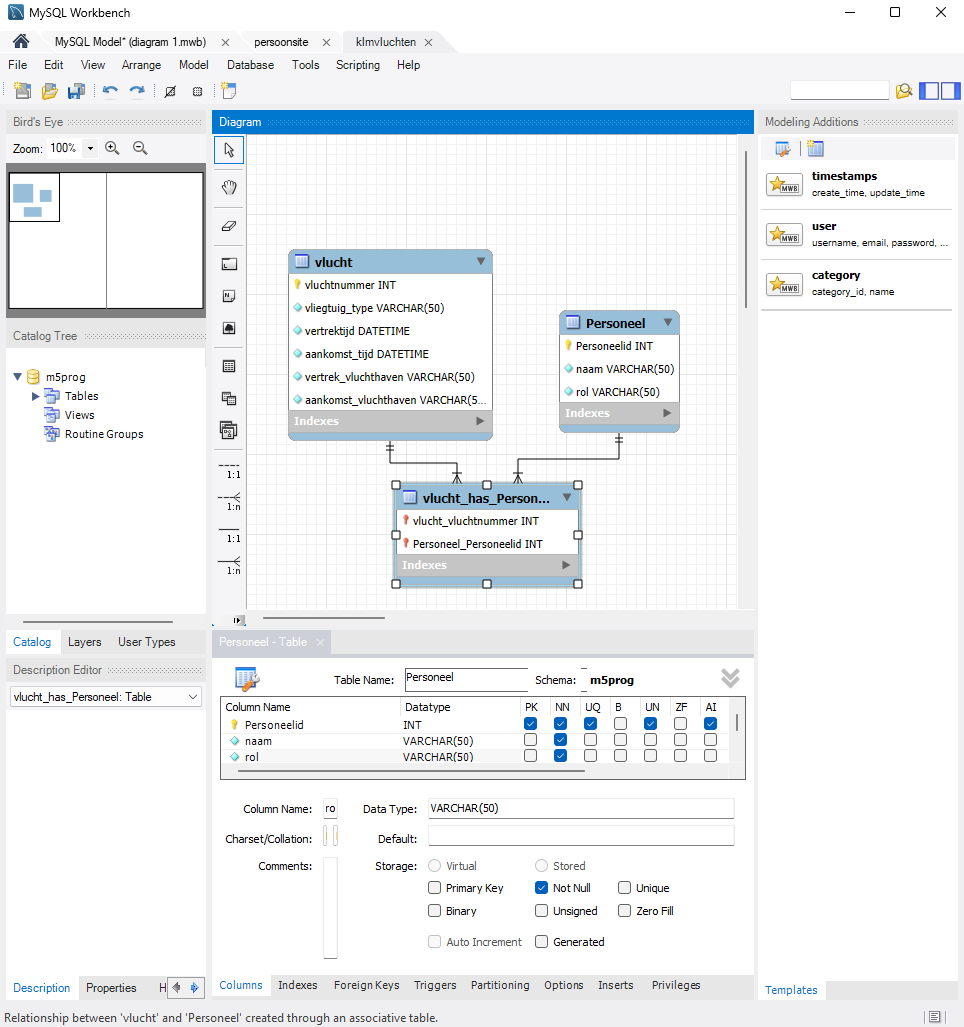 MySQL Workbench
MySQL Model* (diagram 1.mwb)
persoonsite
klmvluchten
File Edit View Arrange Model Database Tools Scripting Help
Bird's Eye
Zoom: 100%
Catalog Tree
m5prog
Tables
Views
Routine Groups
Catalog Layers User Types
Description Editor
vlucht_has_Personeel: Table
Description Properties H
Diagram
1:1
1:n
1:1
1:n
vlucht
vluchtnummer INT
vliegtuig_type VARCHAR(50)
vertrektijd DATETIME
aankomst_tijd DATETIME
vertrek_vluchthaven VARCHAR(50)
aankomst_vluchthaven VARCHAR(5...
Indexes
Personeel
Personeelid INT
naam VARCHAR(50)
rol VARCHAR(50)
Indexes
vlucht_has_Person...
vlucht_vluchtnummer INT
Personeel_Personeelid INT
Indexes
Modeling Additions
timestamps
create_time, update_time
user
username, email, password, ...
category
category_id, name
MWB
MWB
MWB
Templates
Personeel - Table
Table Name: Personeel Schema: m5prog
Column Name Datatype PK NN UQ B UN ZF AI
Personeelid INT
naam VARCHAR(50)
rol VARCHAR(50)
Column Name: ro Data Type: VARCHAR(50)
Charset/Collation: Default:
Comments: Storage: Virtual Stored
Primary Key Not Null Unique
Binary Unsigned Zero Fill
Auto Increment Generated
Columns Indexes Foreign Keys Triggers Partitioning Options Inserts Privileges
Relationship between 'vlucht' and 'Personeel' created through an associative table.